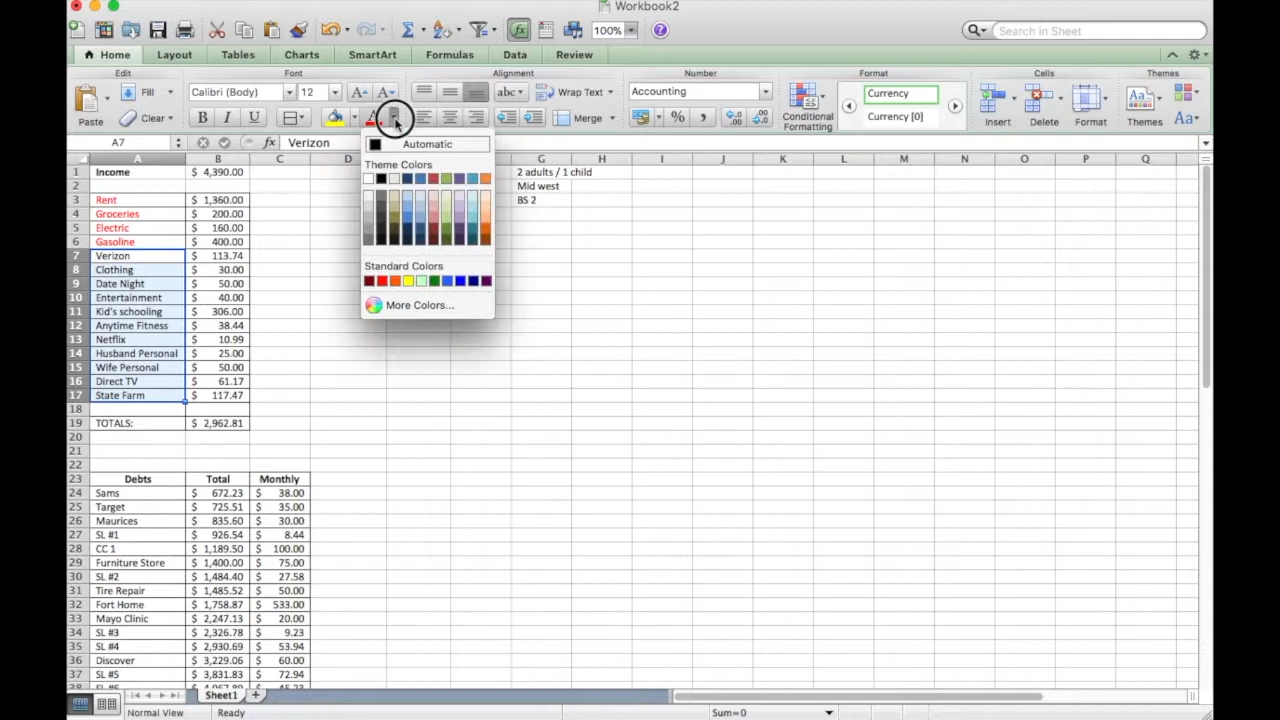 Workbook2
100%
Search in Sheet
Home Layout Tables Charts SmartArt Formulas Data Review
Edit Font Alignment Number Format Cells Themes
Fill Calibri (Body) 12 A A abc Wrap Text Accounting Currency
Paste Clear B I U A Merge % Conditional Formatting Currency [0] Insert Delete Format Themes Aa
A7 fx Verizon
Automatic
Theme Colors
Standard Colors
More Colors...
A B C D G H I J K L M N O P Q
1 Income $ 4,390.00 2 adults / 1 child
2 Mid west
3 Rent $ 1,360.00 BS 2
4 Groceries $ 200.00
5 Electric $ 160.00
6 Gasoline $ 400.00
7 Verizon $ 113.74
8 Clothing $ 30.00
9 Date Night $ 50.00
10 Entertainment $ 40.00
11 Kid's schooling $ 306.00
12 Anytime Fitness $ 38.44
13 Netflix $ 10.99
14 Husband Personal $ 25.00
15 Wife Personal $ 50.00
16 Direct TV $ 61.17
17 State Farm $ 117.47
18
19 TOTALS: $ 2,962.81
20
21
22
23 Debts Total Monthly
24 Sams $ 672.23 $ 38.00
25 Target $ 725.51 $ 35.00
26 Maurices $ 835.60 $ 30.00
27 SL #1 $ 926.54 $ 8.44
28 CC 1 $ 1,189.50 $ 100.00
29 Furniture Store $ 1,400.00 $ 75.00
30 SL #2 $ 1,484.40 $ 27.58
31 Tire Repair $ 1,485.52 $ 50.00
32 Fort Home $ 1,758.87 $ 533.00
33 Mayo Clinic $ 2,247.13 $ 20.00
34 SL #3 $ 2,326.78 $ 9.23
35 SL #4 $ 2,930.69 $ 53.94
36 Discover $ 3,229.06 $ 60.00
37 SL #5 $ 3,831.83 $ 72.94
Sheet1
Normal View Ready Sum=0